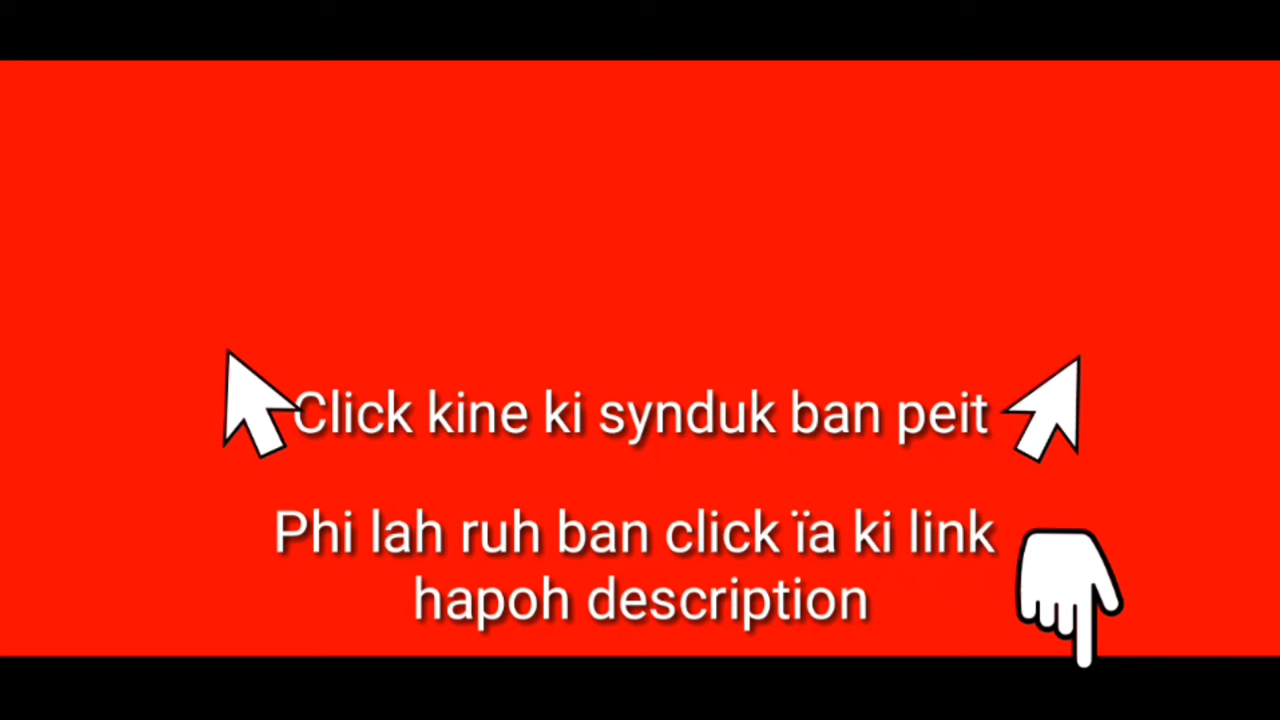 Click kine ki synduk ban peit
Phi lah ruh ban click ïa ki link
hapoh description